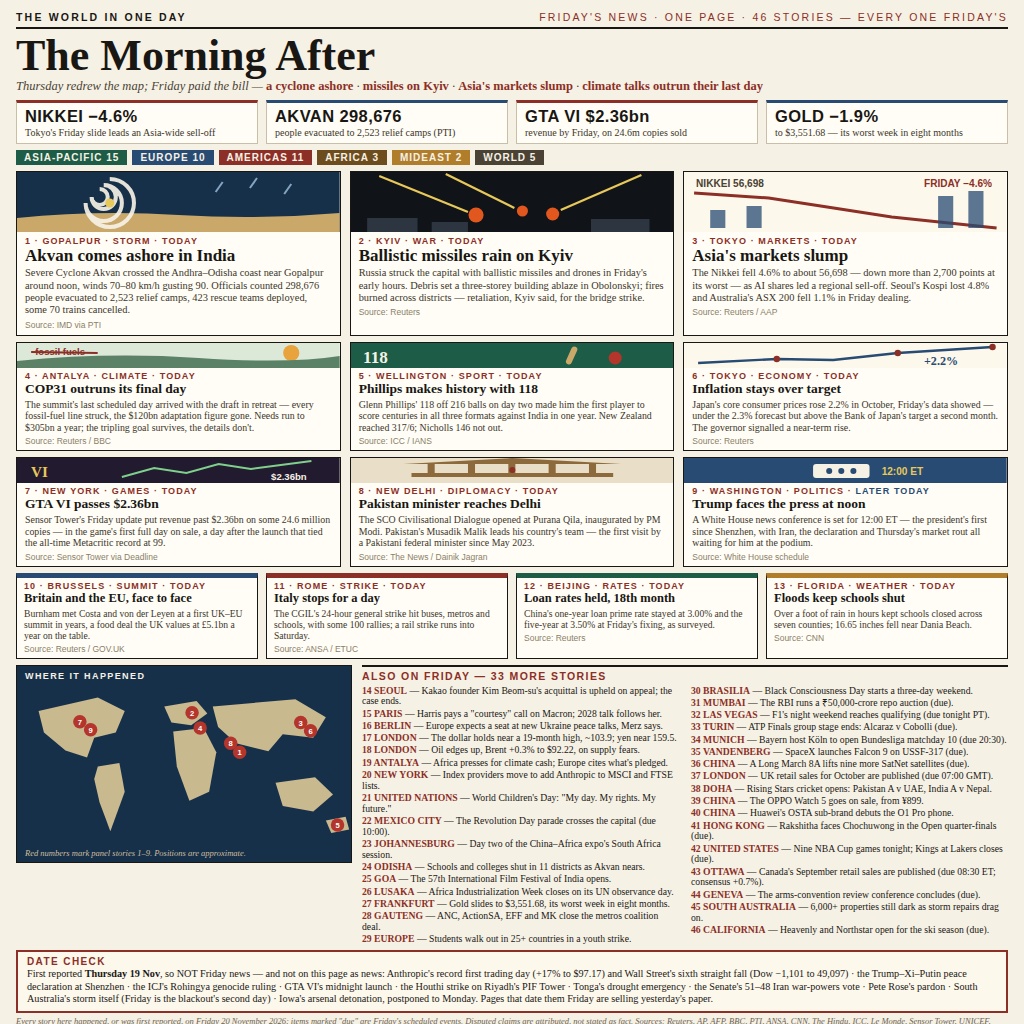 THE WORLD IN ONE DAY
FRIDAY'S NEWS · ONE PAGE · 46 STORIES — EVERY ONE FRIDAY'S
The Morning After
Thursday redrew the map; Friday paid the bill — a cyclone ashore · missiles on Kyiv · Asia's markets slump · climate talks outrun their last day
NIKKEI −4.6%
Tokyo's Friday slide leads an Asia-wide sell-off
AKVAN 298,676
people evacuated to 2,523 relief camps (PTI)
GTA VI $2.36bn
revenue by Friday, on 24.6m copies sold
GOLD −1.9%
to $3,551.68 — its worst week in eight months
ASIA-PACIFIC 15
EUROPE 10
AMERICAS 11
AFRICA 3
MIDEAST 2
WORLD 5
1 · GOPALPUR · STORM · TODAY
Akvan comes ashore in India
Severe Cyclone Akvan crossed the Andhra–Odisha coast near Gopalpur
around noon, winds 70–80 km/h gusting 90. Officials counted 298,676
people evacuated to 2,523 relief camps, 423 rescue teams deployed,
some 70 trains cancelled.
Source: IMD via PTI
2 · KYIV · WAR · TODAY
Ballistic missiles rain on Kyiv
Russia struck the capital with ballistic missiles and drones in Friday's
early hours. Debris set a three-storey building ablaze in Obolonskyi; fires
burned across districts — retaliation, Kyiv said, for the bridge strike.
Source: Reuters
NIKKEI 56,698
FRIDAY −4.6%
3 · TOKYO · MARKETS · TODAY
Asia's markets slump
The Nikkei fell 4.6% to about 56,698 — down more than 2,700 points at
its worst — as AI shares led a regional sell-off. Seoul's Kospi lost 4.8%
and Australia's ASX 200 fell 1.1% in Friday dealing.
Source: Reuters / AAP
fossil fuels
4 · ANTALYA · CLIMATE · TODAY
COP31 outruns its final day
The summit's last scheduled day arrived with the draft in retreat — every
fossil-fuel line struck, the $120bn adaptation figure gone. Needs run to
$305bn a year; the tripling goal survives, the details don't.
Source: Reuters / BBC
118
5 · WELLINGTON · SPORT · TODAY
Phillips makes history with 118
Glenn Phillips' 118 off 216 balls on day two made him the first player to
score centuries in all three formats against India in one year. New Zealand
reached 317/6; Nicholls 146 not out.
Source: ICC / IANS
+2.2%
6 · TOKYO · ECONOMY · TODAY
Inflation stays over target
Japan's core consumer prices rose 2.2% in October, Friday's data showed —
under the 2.3% forecast but above the Bank of Japan's target a second month.
The governor signalled a near-term rise.
Source: Reuters
VI
$2.36bn
7 · NEW YORK · GAMES · TODAY
GTA VI passes $2.36bn
Sensor Tower's Friday update put revenue past $2.36bn on some 24.6 million
copies — in the game's first full day on sale, a day after the launch that tied
the all-time Metacritic record at 99.
Source: Sensor Tower via Deadline
8 · NEW DELHI · DIPLOMACY · TODAY
Pakistan minister reaches Delhi
The SCO Civilisational Dialogue opened at Purana Qila, inaugurated by PM
Modi. Pakistan's Musadik Malik leads his country's team — the first visit by
a Pakistani federal minister since May 2023.
Source: The News / Dainik Jagran
12:00 ET
9 · WASHINGTON · POLITICS · LATER TODAY
Trump faces the press at noon
A White House news conference is set for 12:00 ET — the president's first
since Shenzhen, with Iran, the declaration and Thursday's market rout all
waiting for him at the podium.
Source: White House schedule
10 · BRUSSELS · SUMMIT · TODAY
Britain and the EU, face to face
Burnham met Costa and von der Leyen at a first UK–EU
summit in years, a food deal the UK values at £5.1bn a
year on the table.
Source: Reuters / GOV.UK
11 · ROME · STRIKE · TODAY
Italy stops for a day
The CGIL's 24-hour general strike hit buses, metros and
schools, with some 100 rallies; a rail strike runs into
Saturday.
Source: ANSA / ETUC
12 · BEIJING · RATES · TODAY
Loan rates held, 18th month
China's one-year loan prime rate stayed at 3.00% and the
five-year at 3.50% at Friday's fixing, as surveyed.
Source: Reuters
13 · FLORIDA · WEATHER · TODAY
Floods keep schools shut
Over a foot of rain in hours kept schools closed across
seven counties; 16.65 inches fell near Dania Beach.
Source: CNN
WHERE IT HAPPENED
7
9
2
4
8
1
3
6
5
Red numbers mark panel stories 1–9. Positions are approximate.
ALSO ON FRIDAY — 33 MORE STORIES
14 SEOUL — Kakao founder Kim Beom-su's acquittal is upheld on appeal; the
case ends.
15 PARIS — Harris pays a "courtesy" call on Macron; 2028 talk follows her.
16 BERLIN — Europe expects a seat at new Ukraine peace talks, Merz says.
17 LONDON — The dollar holds near a 19-month high, ~103.9; yen near 159.5.
18 LONDON — Oil edges up, Brent +0.3% to $92.22, on supply fears.
19 ANTALYA — Africa presses for climate cash; Europe cites what's pledged.
20 NEW YORK — Index providers move to add Anthropic to MSCI and FTSE
lists.
21 UNITED NATIONS — World Children's Day: "My day. My rights. My
future."
22 MEXICO CITY — The Revolution Day parade crosses the capital (due
10:00).
23 JOHANNESBURG — Day two of the China–Africa expo's South Africa
session.
24 ODISHA — Schools and colleges shut in 11 districts as Akvan nears.
25 GOA — The 57th International Film Festival of India opens.
26 LUSAKA — Africa Industrialization Week closes on its UN observance day.
27 FRANKFURT — Gold slides to $3,551.68, its worst week in eight months.
28 GAUTENG — ANC, ActionSA, EFF and MK close the metros coalition
deal.
29 EUROPE — Students walk out in 25+ countries in a youth strike.
30 BRASILIA — Black Consciousness Day starts a three-day weekend.
31 MUMBAI — The RBI runs a ₹50,000-crore repo auction (due).
32 LAS VEGAS — F1's night weekend reaches qualifying (due tonight PT).
33 TURIN — ATP Finals group stage ends: Alcaraz v Cobolli (due).
34 MUNICH — Bayern host Köln to open Bundesliga matchday 10 (due 20:30).
35 VANDENBERG — SpaceX launches Falcon 9 on USSF-317 (due).
36 CHINA — A Long March 8A lifts nine more SatNet satellites (due).
37 LONDON — UK retail sales for October are published (due 07:00 GMT).
38 DOHA — Rising Stars cricket opens: Pakistan A v UAE, India A v Nepal.
39 CHINA — The OPPO Watch 5 goes on sale, from ¥899.
40 CHINA — Huawei's OSTA sub-brand debuts the O1 Pro phone.
41 HONG KONG — Rakshitha faces Chochuwong in the Open quarter-finals
(due).
42 UNITED STATES — Nine NBA Cup games tonight; Kings at Lakers closes
(due).
43 OTTAWA — Canada's September retail sales are published (due 08:30 ET;
consensus +0.7%).
44 GENEVA — The arms-convention review conference concludes (due).
45 SOUTH AUSTRALIA — 6,000+ properties still dark as storm repairs drag
on.
46 CALIFORNIA — Heavenly and Northstar open for the ski season (due).
DATE CHECK
First reported Thursday 19 Nov, so NOT Friday news — and not on this page as news: Anthropic's record first trading day (+17% to $97.17) and Wall Street's sixth straight fall (Dow −1,101 to 49,097) · the Trump–Xi–Putin peace
declaration at Shenzhen · the ICJ's Rohingya genocide ruling · GTA VI's midnight launch · the Houthi strike on Riyadh's PIF Tower · Tonga's drought emergency · the Senate's 51–48 Iran war-powers vote · Pete Rose's pardon · South
Australia's storm itself (Friday is the blackout's second day) · Iowa's arsenal detonation, postponed to Monday. Pages that date them Friday are selling yesterday's paper.
Every story here happened, or was first reported, on Friday 20 November 2026; items marked "due" are Friday's scheduled events. Disputed claims are attributed, not stated as fact. Sources: Reuters, AP, AFP, BBC, PTI, ANSA, CNN, The Hindu, ICC, Le Monde, Sensor Tower, UNICEF,